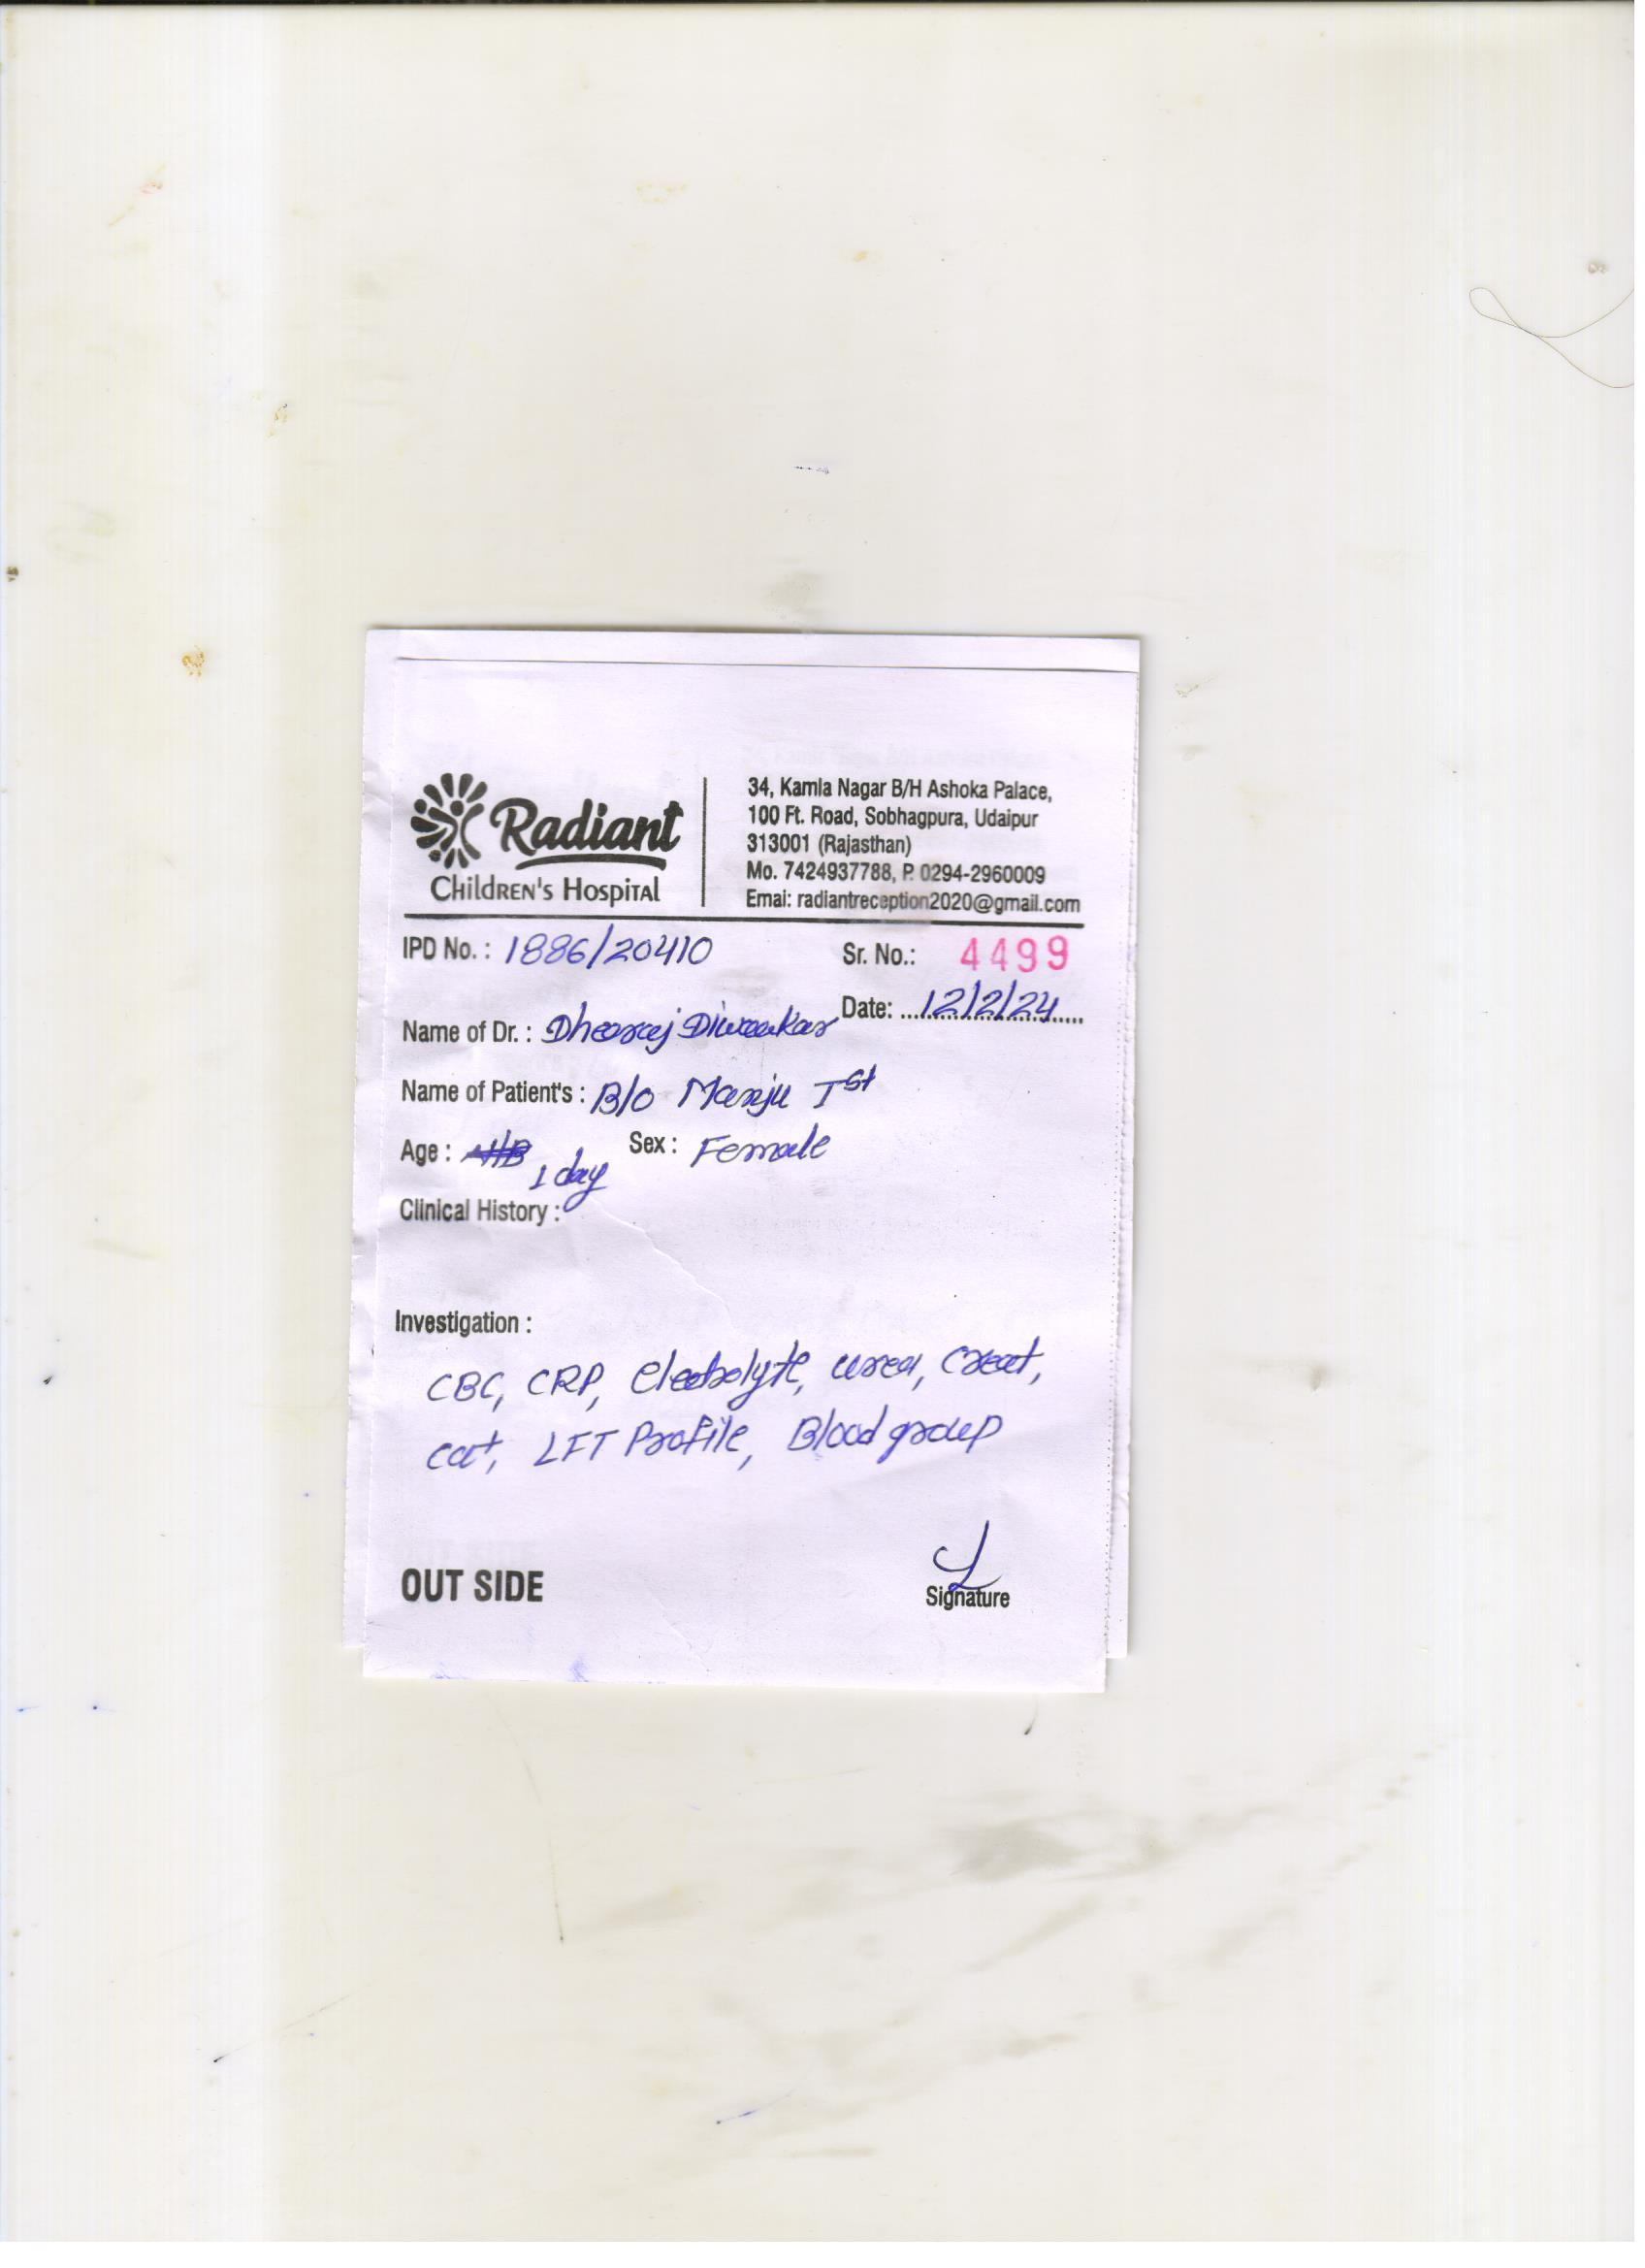 Radiant
Children's Hospital
34, Kamla Nagar B/H Ashoka Palace,
100 Ft. Road, Sobhagpura, Udaipur
313001 (Rajasthan)
Mo. 7424937788, P. 0294-2960009
Emai: radiantreception2020@gmail.com
IPD No. : 1886/20410 Sr. No.: 4499
Date: 12/2/24
Name of Dr. : Dheeraj Diwakar
Name of Patient's : B/O Manju Ist
Age : 1 day Sex : Female
Clinical History :
Investigation :
CBC, CRP, Electrolyte, urea, Creat,
cat, LFT Profile, Blood group
OUT SIDE
Signature